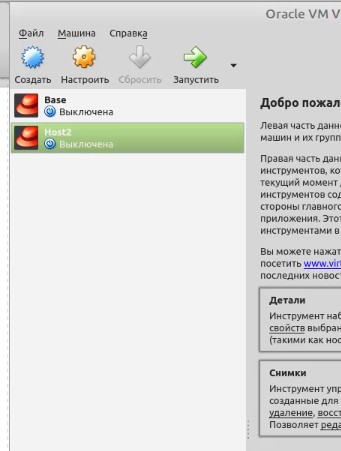 Oracle VM V
Файл Машина Справка
Создать Настроить Сбросить Запустить
Base
Выключена
Host2
Выключена
Добро пожал
Левая часть данн
машин и их групп
Правая часть дан
инструментов, ко
текущий момент
инструментов сод
стороны главного
приложения. Этот
инструментами в
Вы можете нажат
посетить www.virt
последних новост
Детали
Инструмент наб
свойств выбран
(такими как нос
Снимки
Инструмент упр
созданные для
удаление, восст
Позволяет реда